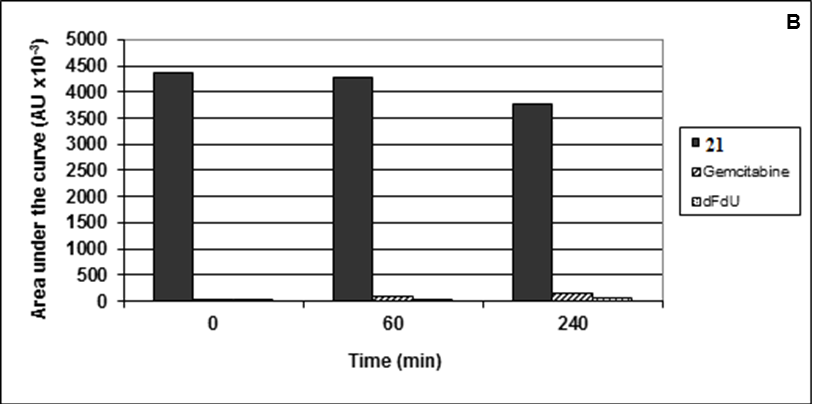 B
Area under the curve (AU x10⁻³)
5000
4500
4000
3500
3000
2500
2000
1500
1000
500
0
0 60 240
Time (min)
21
Gemcitabine
dFdU